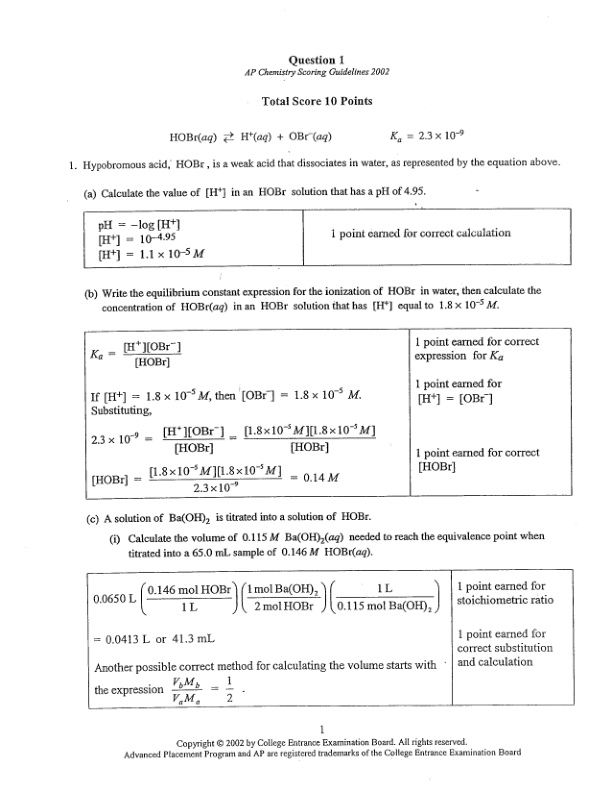 Question 1
AP Chemistry Scoring Guidelines 2002
Total Score 10 Points
HOBr(aq) ⇄ H⁺(aq) + OBr⁻(aq)     Kₐ = 2.3 × 10⁻⁹
1. Hypobromous acid, HOBr , is a weak acid that dissociates in water, as represented by the equation above.
(a) Calculate the value of [H⁺] in an HOBr solution that has a pH of 4.95.
pH = −log [H⁺]
[H⁺] = 10⁻⁴·⁹⁵
[H⁺] = 1.1 × 10⁻⁵ M
1 point earned for correct calculation
(b) Write the equilibrium constant expression for the ionization of HOBr in water, then calculate the
concentration of HOBr(aq) in an HOBr solution that has [H⁺] equal to 1.8 × 10⁻⁵ M.
Kₐ = [H⁺][OBr⁻] / [HOBr]
1 point earned for correct
expression for Kₐ
If [H⁺] = 1.8 × 10⁻⁵ M, then [OBr⁻] = 1.8 × 10⁻⁵ M.
Substituting,
1 point earned for
[H⁺] = [OBr⁻]
2.3 × 10⁻⁹ = [H⁺][OBr⁻] / [HOBr] = [1.8×10⁻⁵ M][1.8×10⁻⁵ M] / [HOBr]
[HOBr] = [1.8×10⁻⁵ M][1.8×10⁻⁵ M] / 2.3×10⁻⁹ = 0.14 M
1 point earned for correct
[HOBr]
(c) A solution of Ba(OH)₂ is titrated into a solution of HOBr.
(i) Calculate the volume of 0.115 M Ba(OH)₂(aq) needed to reach the equivalence point when
titrated into a 65.0 mL sample of 0.146 M HOBr(aq).
0.0650 L (0.146 mol HOBr / 1 L) (1 mol Ba(OH)₂ / 2 mol HOBr) (1 L / 0.115 mol Ba(OH)₂)
= 0.0413 L or 41.3 mL
Another possible correct method for calculating the volume starts with
the expression V_bM_b / VₐMₐ = 1 / 2 .
1 point earned for
stoichiometric ratio
1 point earned for
correct substitution
and calculation
1
Copyright © 2002 by College Entrance Examination Board. All rights reserved.
Advanced Placement Program and AP are registered trademarks of the College Entrance Examination Board